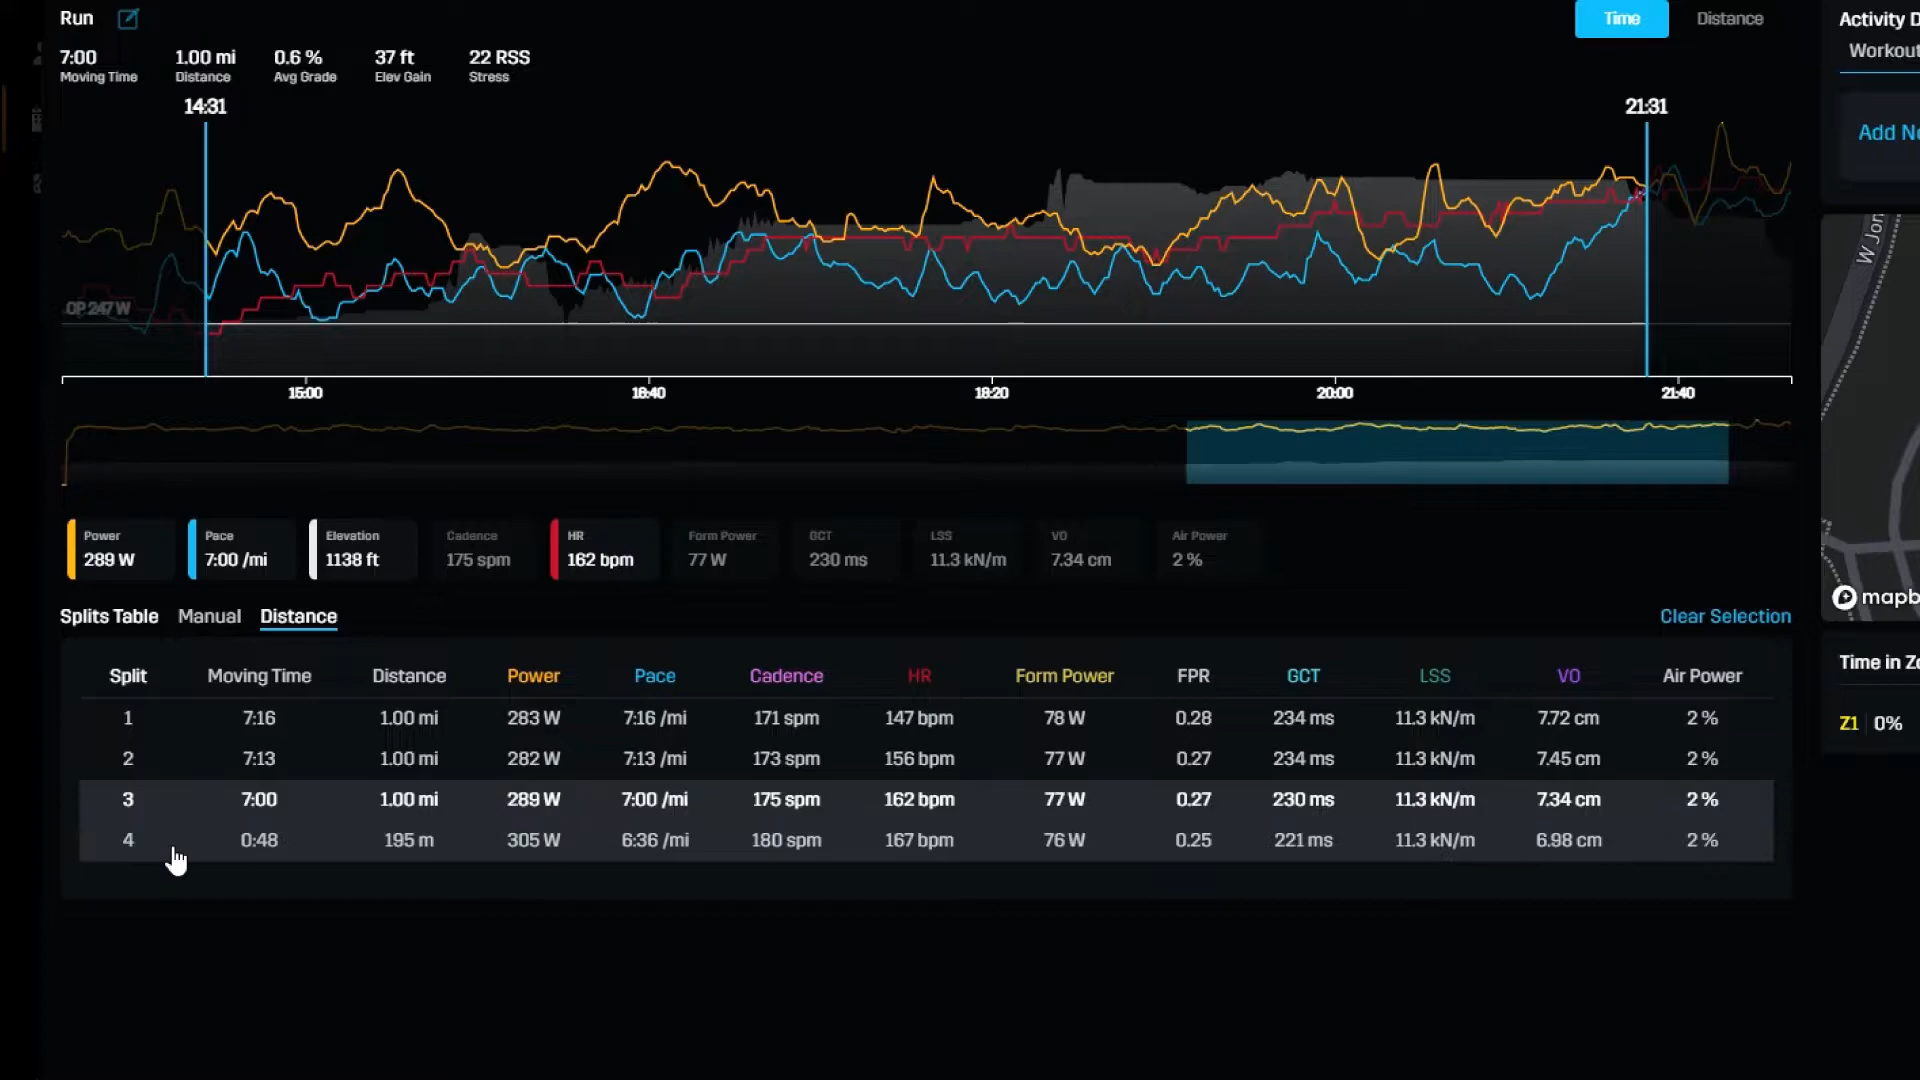 Run
Time
Distance
Activity D
Workout
7:00
Moving Time
1.00 mi
Distance
0.6 %
Avg Grade
37 ft
Elev Gain
22 RSS
Stress
14:31
21:31
Add No
W Jon
CP 247 W
15:00
16:40
18:20
20:00
21:40
Power
289 W
Pace
7:00 /mi
Elevation
1138 ft
Cadence
175 spm
HR
162 bpm
Form Power
77 W
GCT
230 ms
LSS
11.3 kN/m
VO
7.34 cm
Air Power
2 %
mapb
Splits Table Manual Distance
Clear Selection
Split Moving Time Distance Power Pace Cadence HR Form Power FPR GCT LSS VO Air Power
1 7:16 1.00 mi 283 W 7:16 /mi 171 spm 147 bpm 78 W 0.28 234 ms 11.3 kN/m 7.72 cm 2 %
2 7:13 1.00 mi 282 W 7:13 /mi 173 spm 156 bpm 77 W 0.27 234 ms 11.3 kN/m 7.45 cm 2 %
3 7:00 1.00 mi 289 W 7:00 /mi 175 spm 162 bpm 77 W 0.27 230 ms 11.3 kN/m 7.34 cm 2 %
4 0:48 195 m 305 W 6:36 /mi 180 spm 167 bpm 76 W 0.25 221 ms 11.3 kN/m 6.98 cm 2 %
Time in Zo
Z1 0%